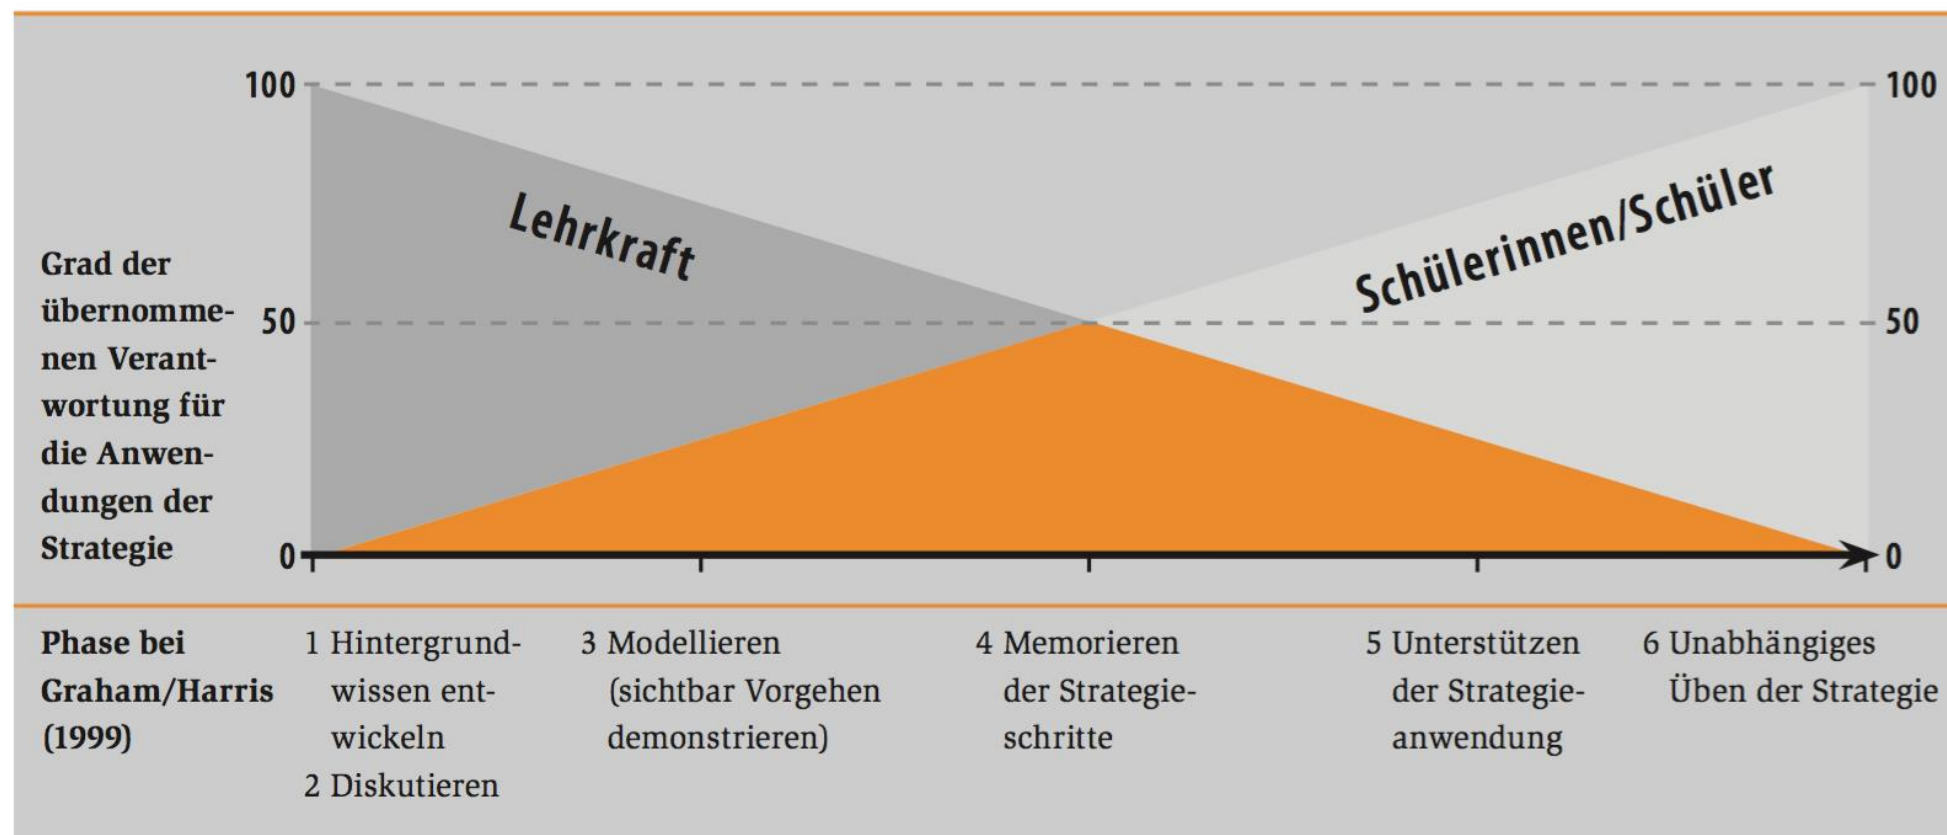 100
100
Lehrkraft
Schülerinnen/Schüler
Grad der
übernomme-
nen Verant-
wortung für
die Anwen-
dungen der
Strategie
50
50
0
0
Phase bei
Graham/Harris
(1999)
1 Hintergrund-
wissen ent-
wickeln
2 Diskutieren
3 Modellieren
(sichtbar Vorgehen
demonstrieren)
4 Memorieren
der Strategie-
schritte
5 Unterstützen
der Strategie-
anwendung
6 Unabhängiges
Üben der Strategie